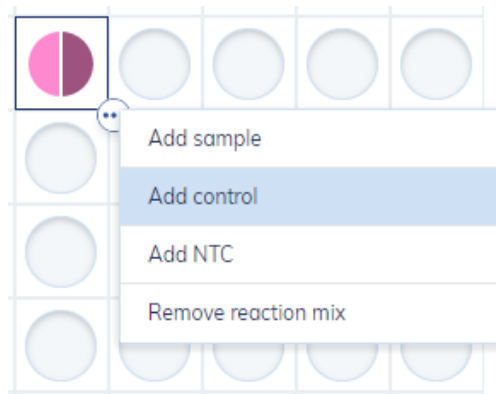 Add sample
Add control
Add NTC
Remove reaction mix